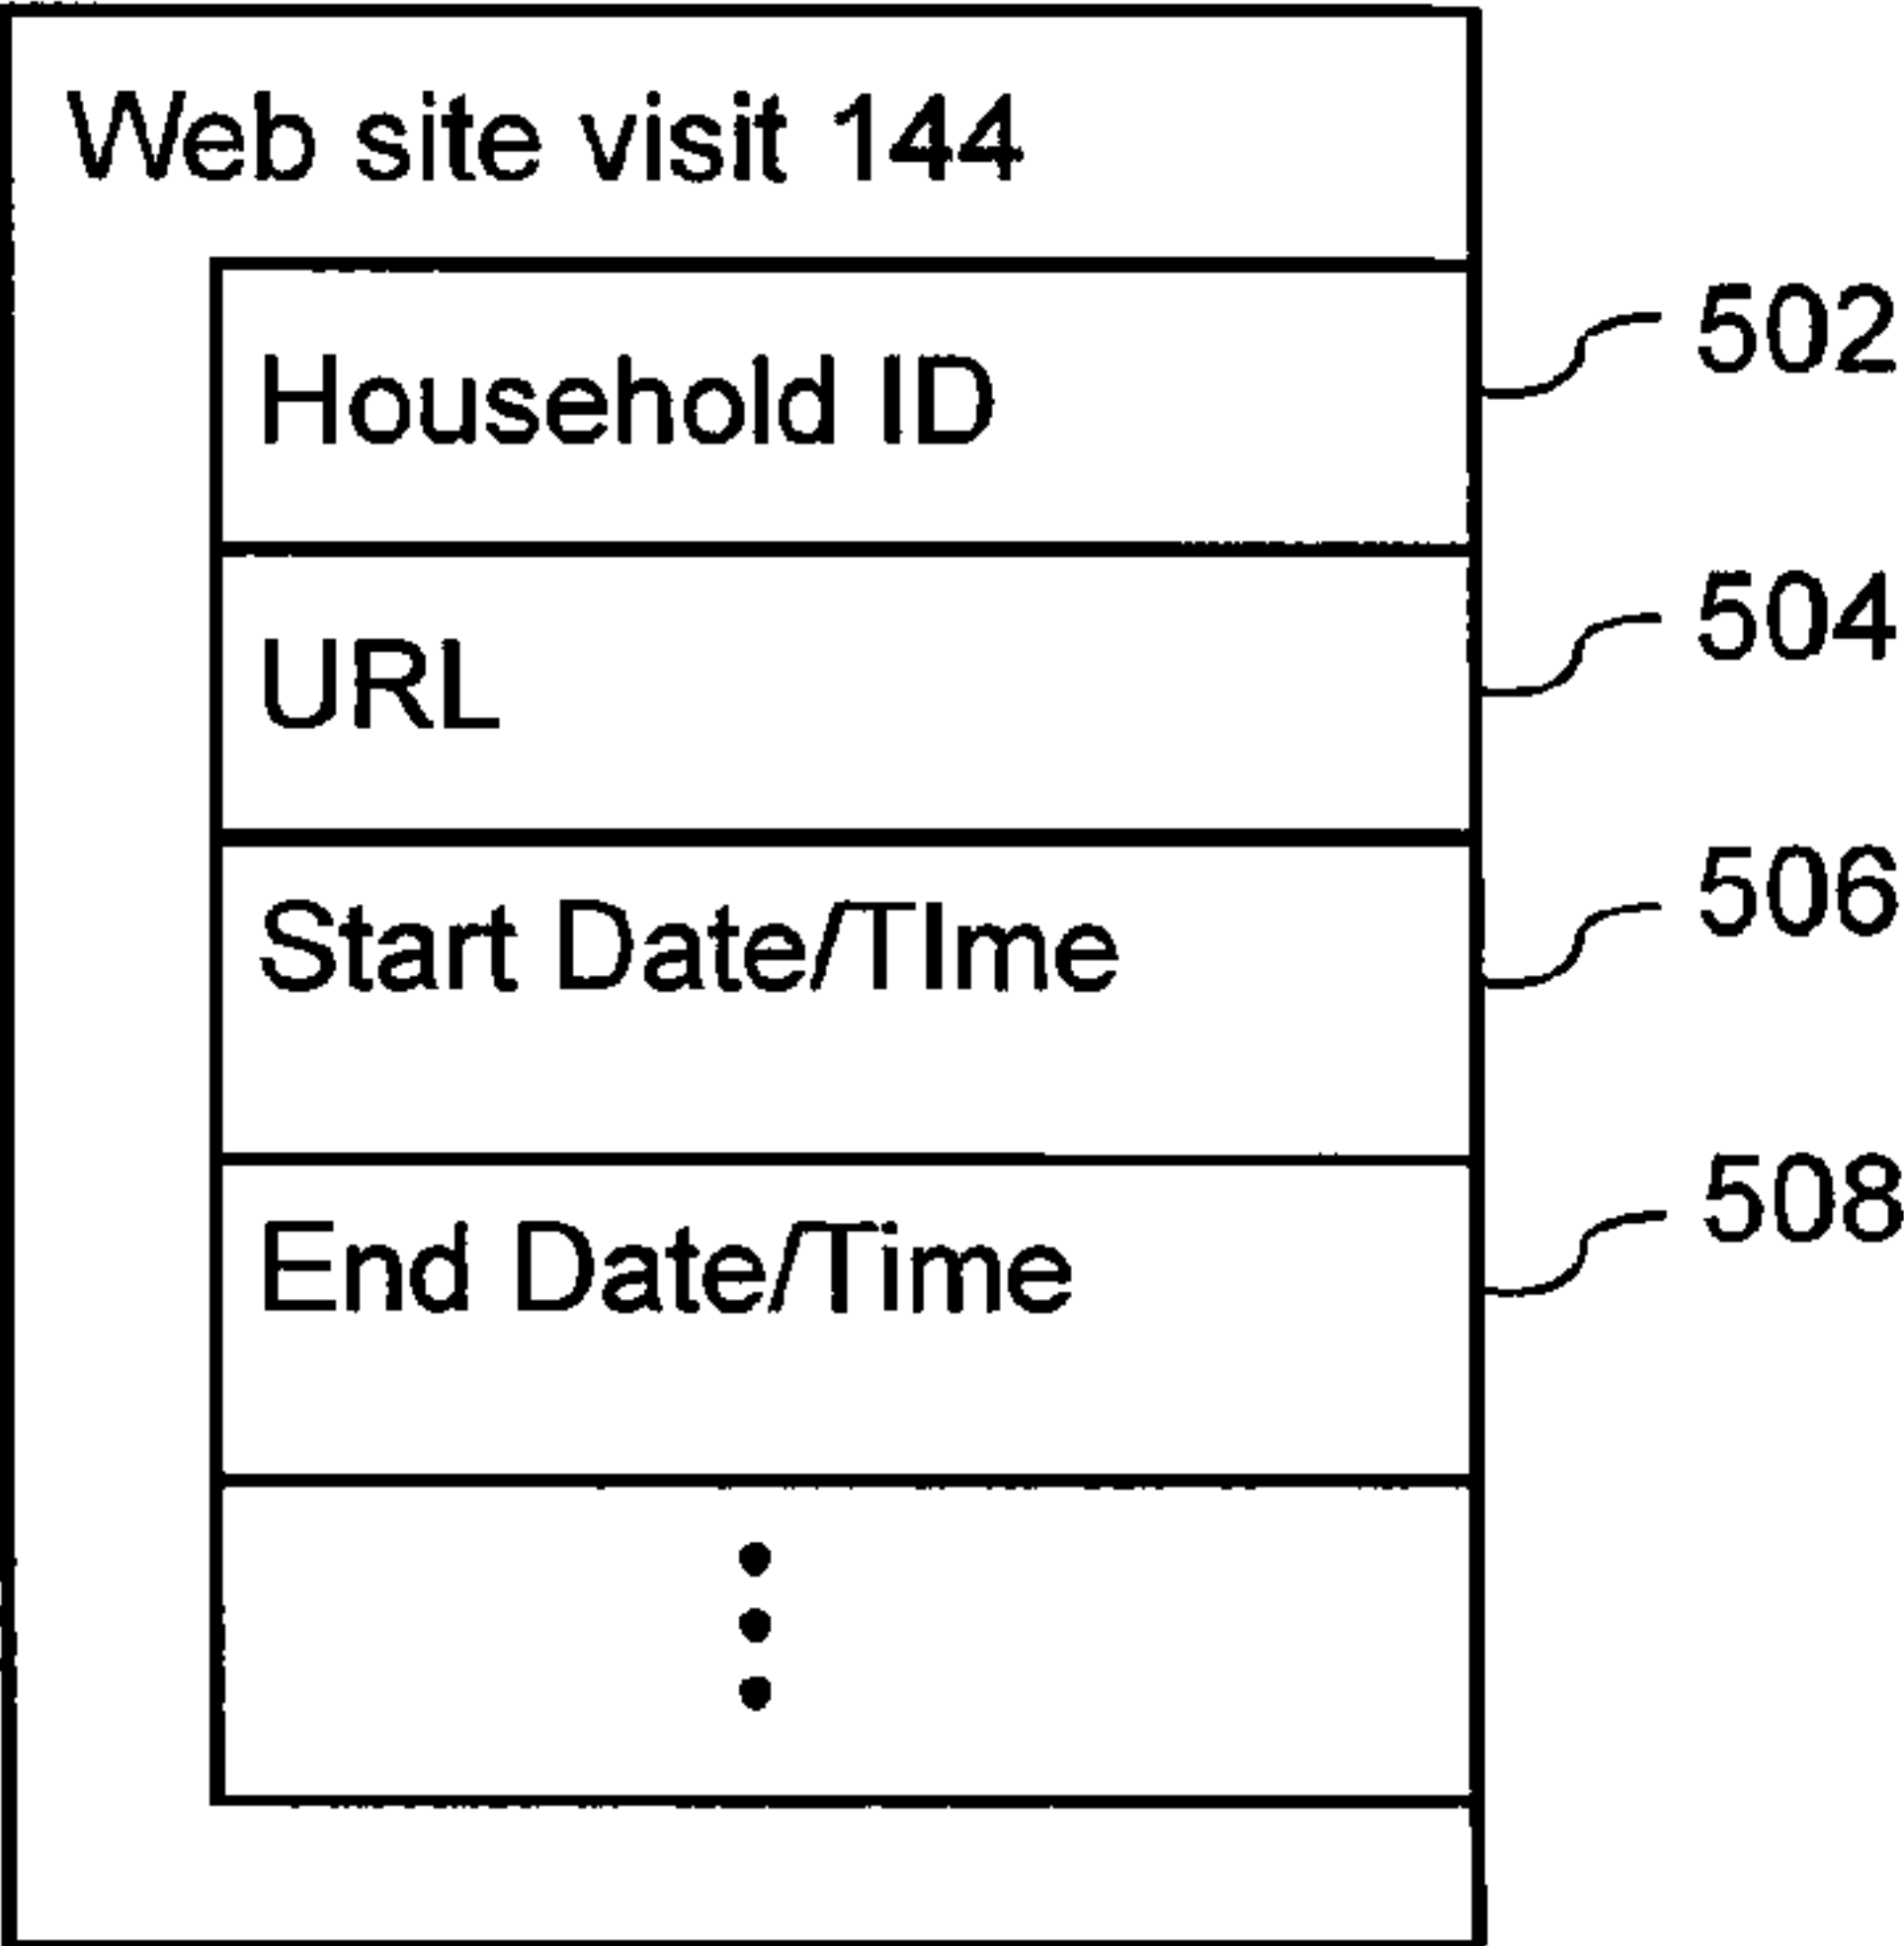 Web site visit 144
Household ID
502
URL
504
Start Date/TIme
506
End Date/Time
508